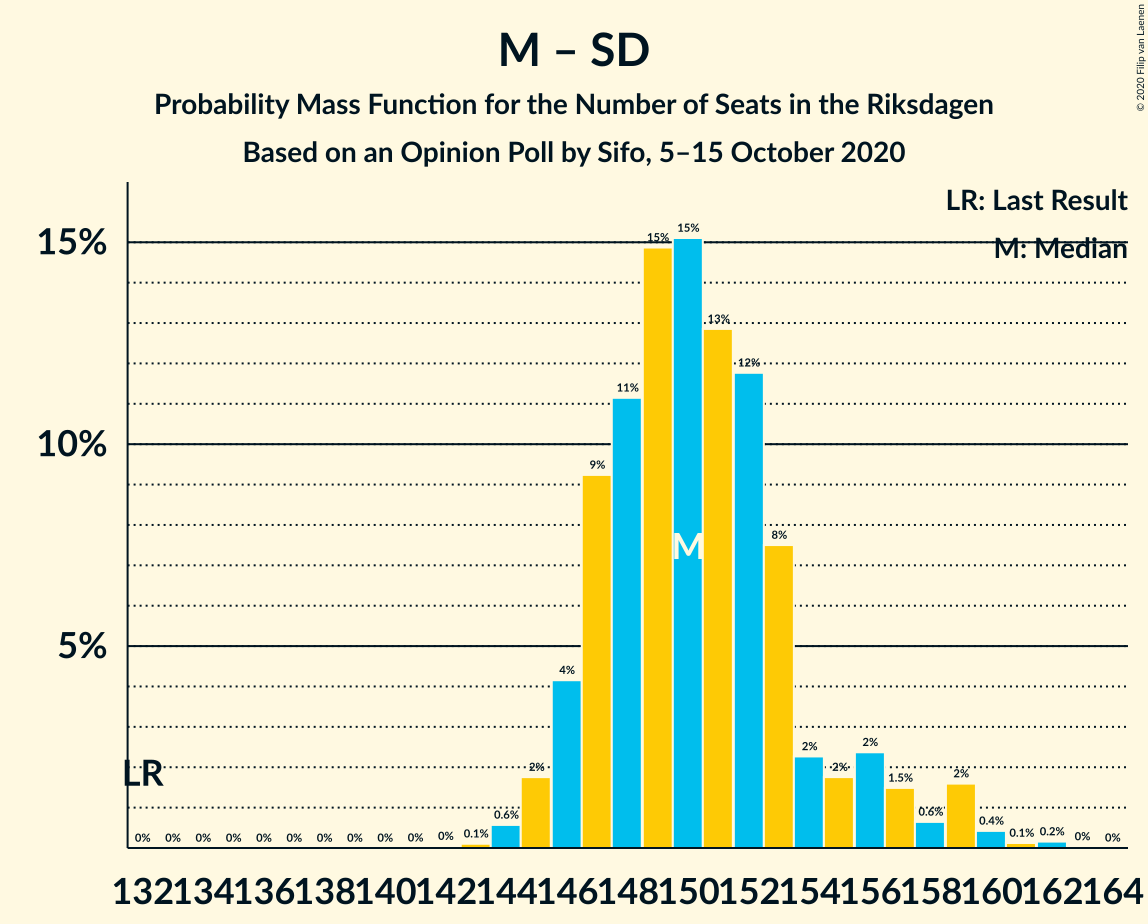 M – SD
Probability Mass Function for the Number of Seats in the Riksdagen
Based on an Opinion Poll by Sifo, 5–15 October 2020
© 2020 Filip van Laenen
LR: Last Result
M: Median
15%
10%
5%
LR
M
0% 0% 0% 0% 0% 0% 0% 0% 0% 0% 0% 0.1% 0.6% 2% 4% 9% 11% 15% 15% 13% 12% 8% 2% 2% 2% 1.5% 0.6% 2% 0.4% 0.1% 0.2% 0% 0%
132 134 136 138 140 142 144 146 148 150 152 154 156 158 160 162 164